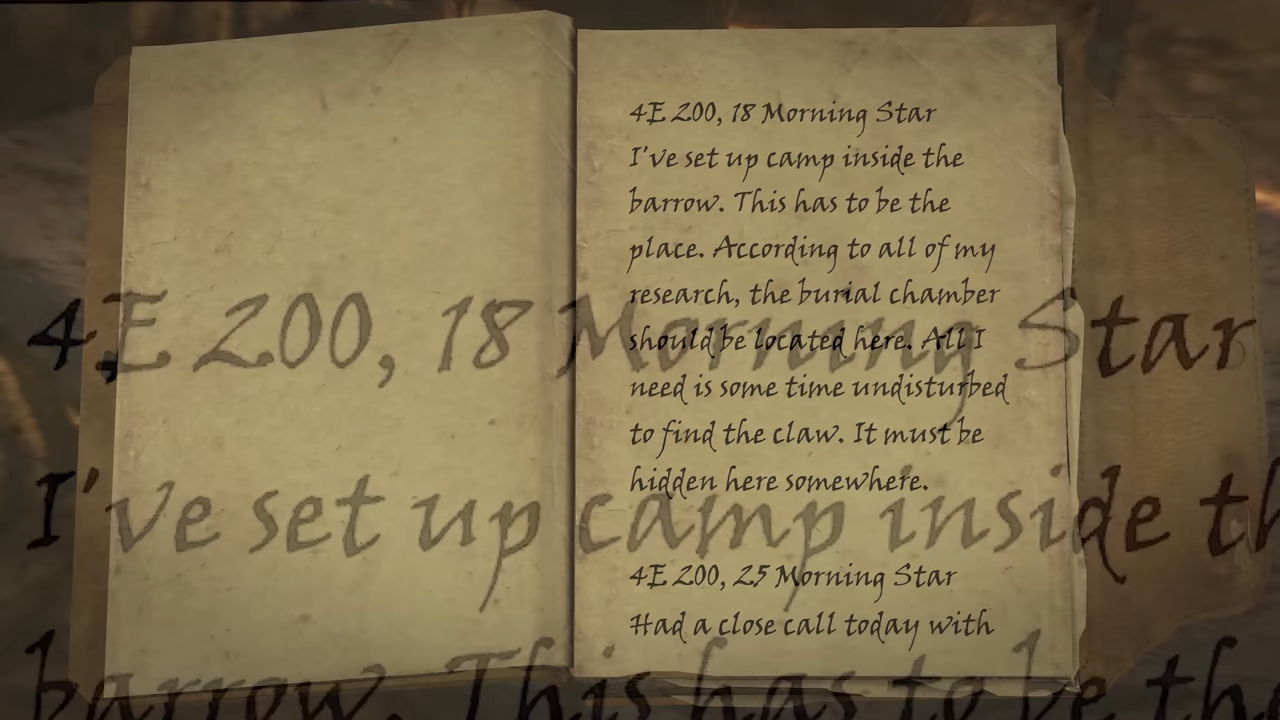 4E 200, 18 Morning Star
I've set up camp inside the
barrow. This has to be the
place. According to all of my
research, the burial chamber
should be located here. All I
need is some time undisturbed
to find the claw. It must be
hidden here somewhere.
4E 200, 25 Morning Star
Had a close call today with
4E 200, 18 Morning Star
I've set up camp inside th
barrow. This has to be the